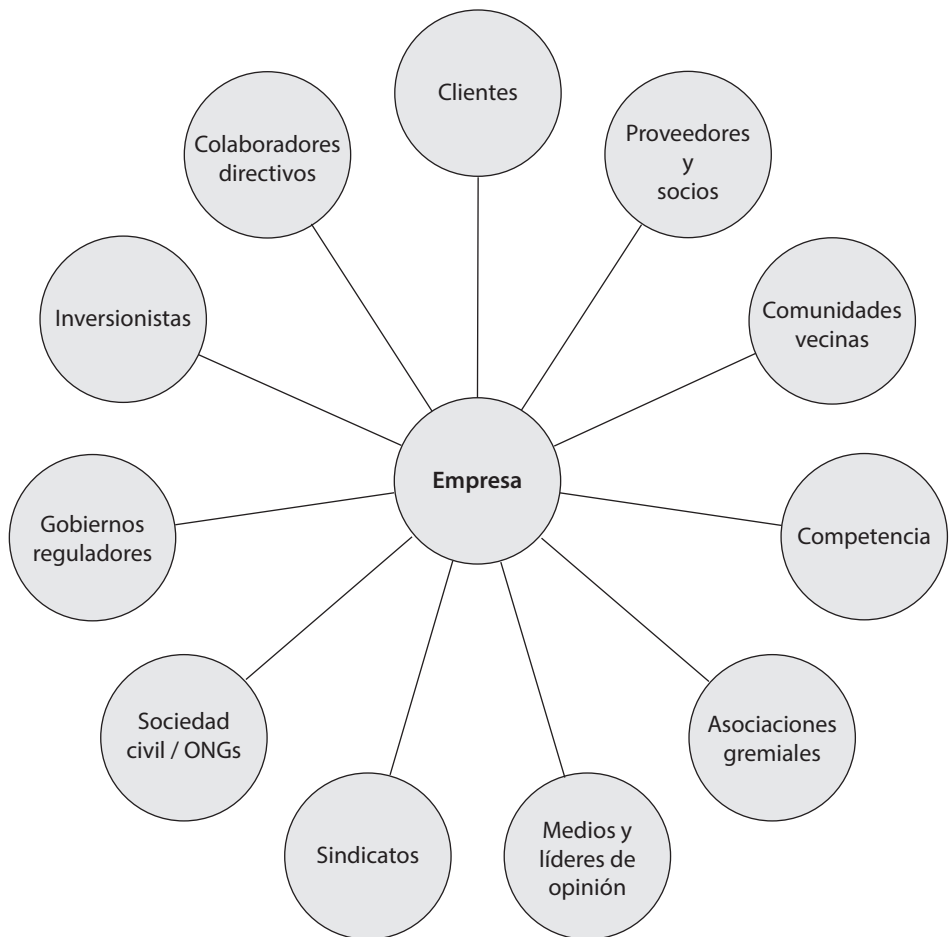 Clientes
Colaboradores
directivos
Proveedores
y
socios
Inversionistas
Comunidades
vecinas
Empresa
Gobiernos
reguladores
Competencia
Sociedad
civil / ONGs
Asociaciones
gremiales
Sindicatos
Medios y
líderes de
opinión